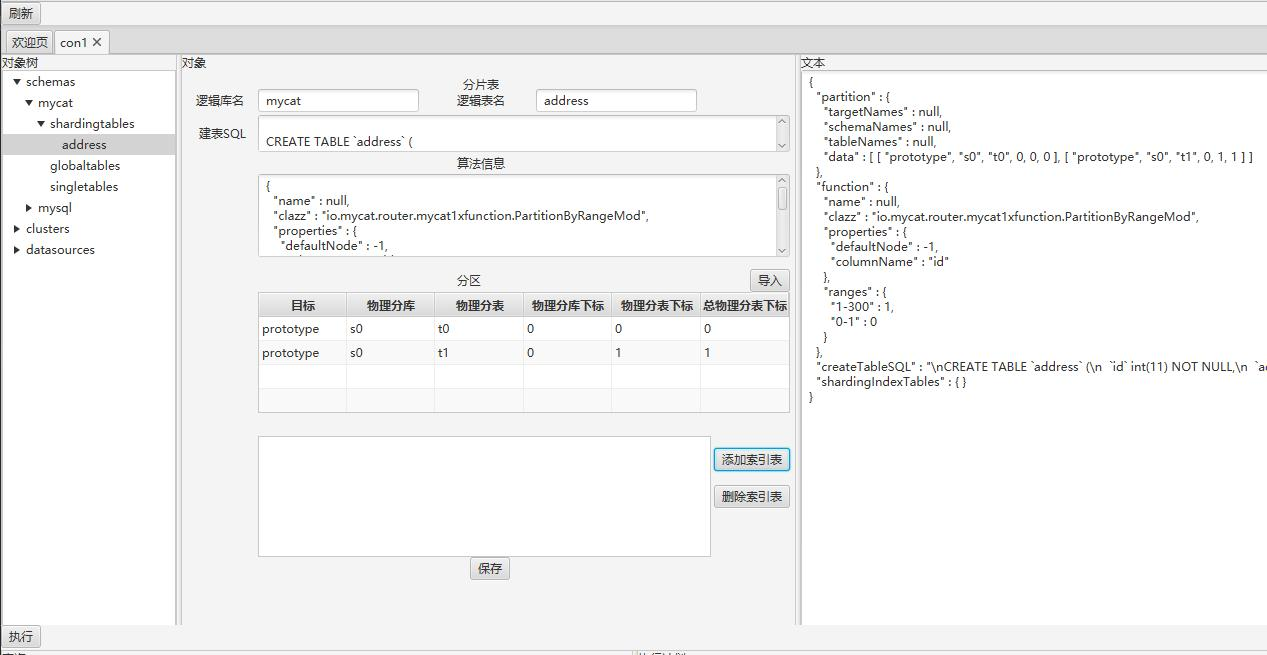 刷新
欢迎页 con1
对象树
schemas
mycat
shardingtables
address
globaltables
singletables
mysql
clusters
datasources
对象
分片表
逻辑库名 mycat 逻辑表名 address
建表SQL CREATE TABLE `address` (
算法信息
{
"name" : null,
"clazz" : "io.mycat.router.mycat1xfunction.PartitionByRangeMod",
"properties" : {
"defaultNode" : -1,
分区 导入
目标 物理分库 物理分表 物理分库下标 物理分表下标 总物理分表下标
prototype s0 t0 0 0 0
prototype s0 t1 0 1 1
添加索引表
删除索引表
保存
文本
{
"partition" : {
"targetNames" : null,
"schemaNames" : null,
"tableNames" : null,
"data" : [ [ "prototype", "s0", "t0", 0, 0, 0 ], [ "prototype", "s0", "t1", 0, 1, 1 ] ]
},
"function" : {
"name" : null,
"clazz" : "io.mycat.router.mycat1xfunction.PartitionByRangeMod",
"properties" : {
"defaultNode" : -1,
"columnName" : "id"
},
"ranges" : {
"1-300" : 1,
"0-1" : 0
}
},
"createTableSQL" : "\nCREATE TABLE `address` (\n `id` int(11) NOT NULL,\n
"shardingIndexTables" : { }
}
执行